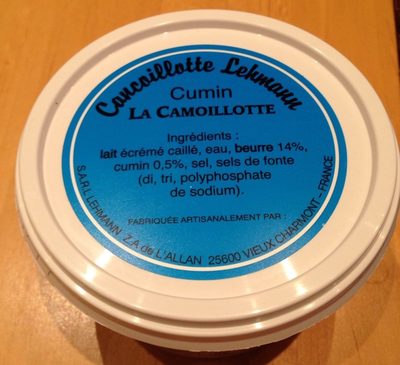 Cancoillotte Lehmann
Cumin
LA CAMOILLOTTE
Ingrédients :
lait écrémé caillé, eau, beurre 14%,
cumin 0,5%, sel, sels de fonte
(di, tri, polyphosphate
de sodium).
FABRIQUÉE ARTISANALEMENT PAR :
S.A.R.L. LEHMANN Z.A de L'ALLAN 25600 VIEUX CHARMONT - FRANCE